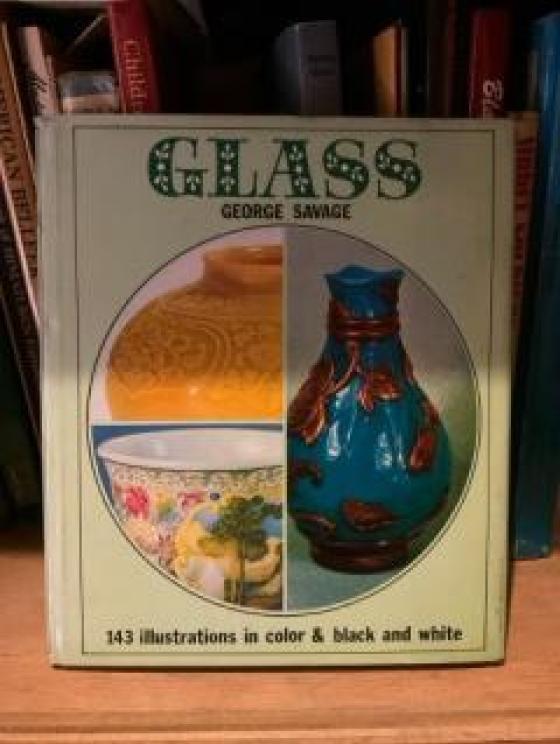 GLASS
GEORGE SAVAGE
143 illustrations in color & black and white